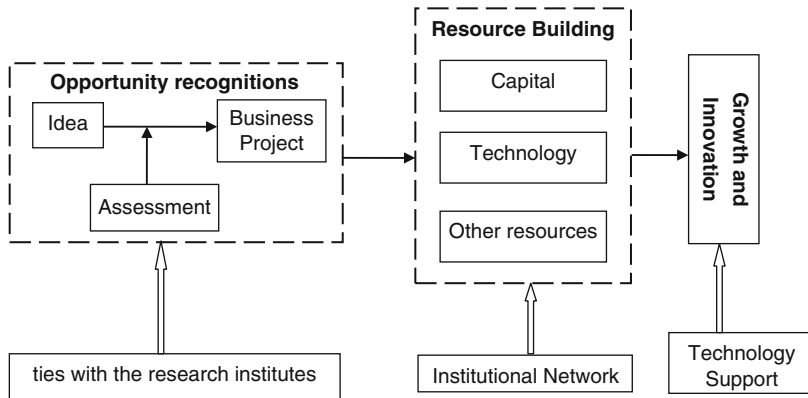 Opportunity recognitions
Idea
Business
Project
Assessment
ties with the research institutes
Resource Building
Capital
Technology
Other resources
Institutional Network
Growth and
Innovation
Technology
Support